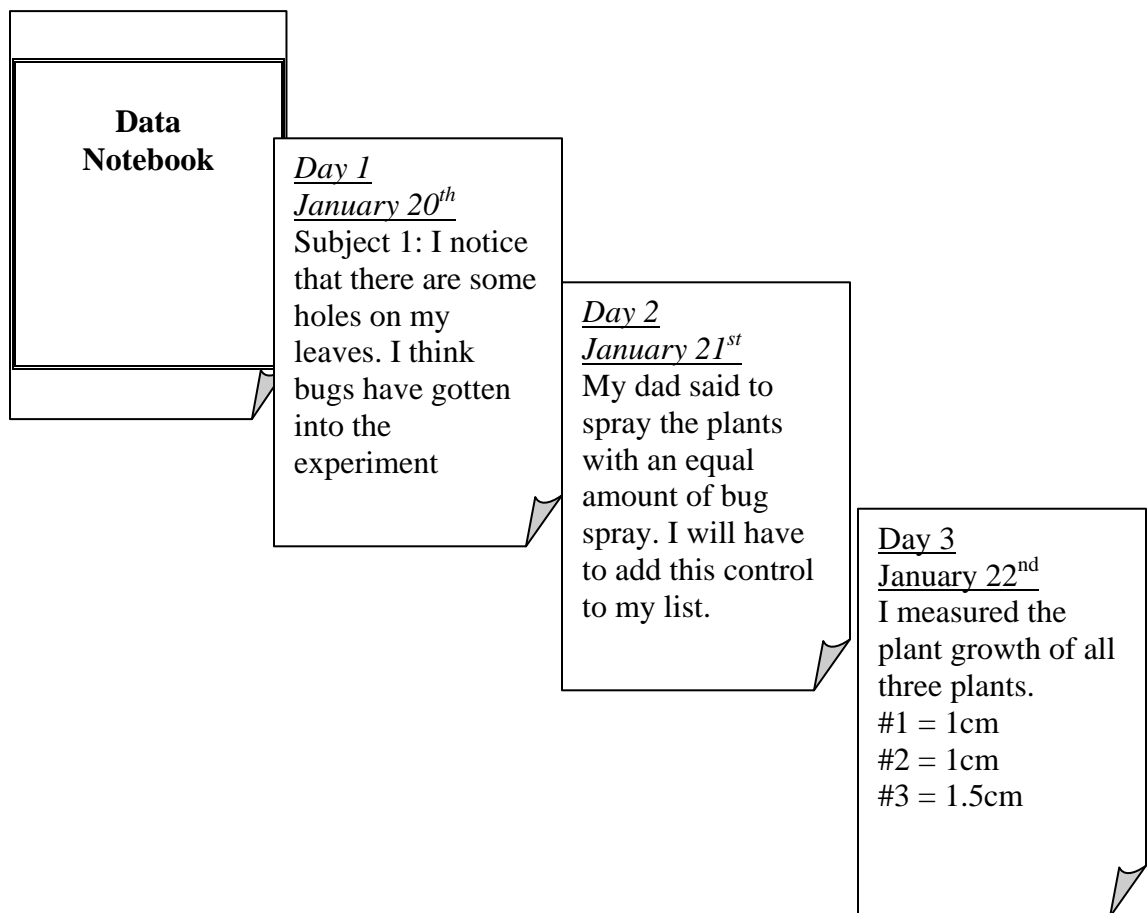 Data
Notebook
Day 1
January 20th
Subject 1: I notice
that there are some
holes on my
leaves. I think
bugs have gotten
into the
experiment
Day 2
January 21st
My dad said to
spray the plants
with an equal
amount of bug
spray. I will have
to add this control
to my list.
Day 3
January 22nd
I measured the
plant growth of all
three plants.
#1 = 1cm
#2 = 1cm
#3 = 1.5cm